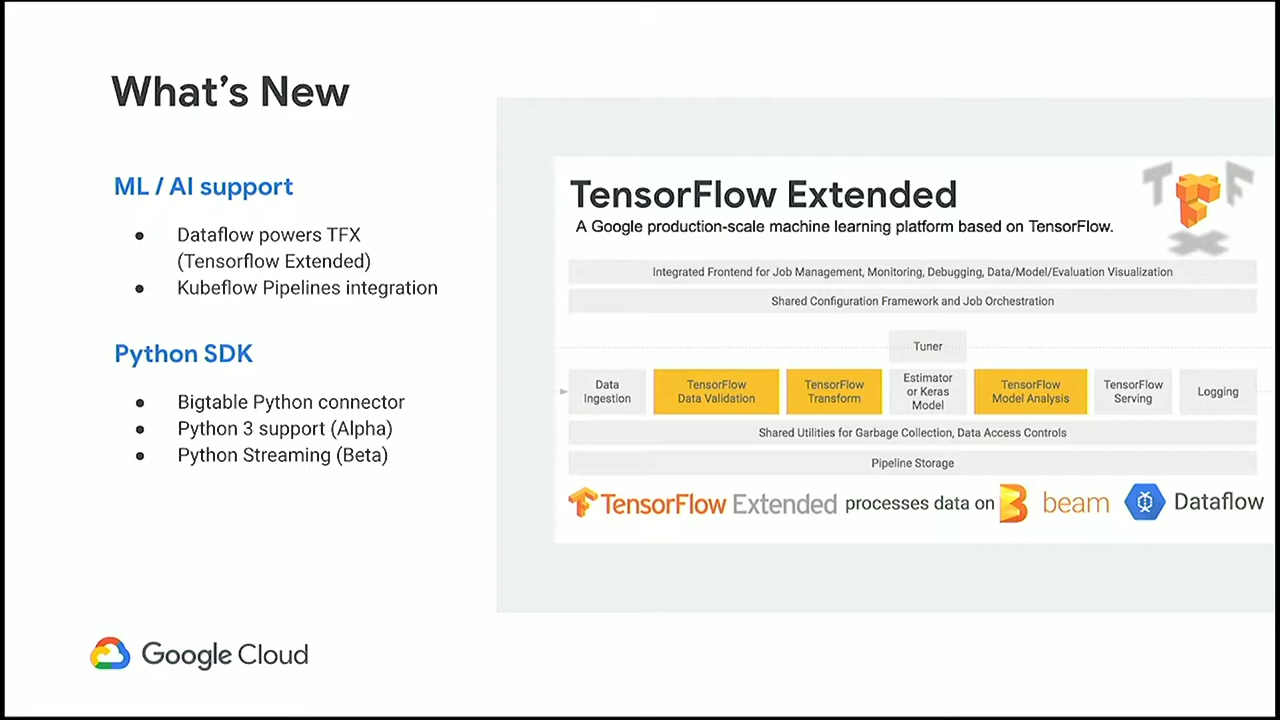 What's New
ML / AI support
● Dataflow powers TFX
(Tensorflow Extended)
● Kubeflow Pipelines integration
Python SDK
● Bigtable Python connector
● Python 3 support (Alpha)
● Python Streaming (Beta)
Google Cloud
TensorFlow Extended
TFX
A Google production-scale machine learning platform based on TensorFlow.
Integrated Frontend for Job Management, Monitoring, Debugging, Data/Model/Evaluation Visualization
Shared Configuration Framework and Job Orchestration
Tuner
Data
Ingestion
TensorFlow
Data Validation
TensorFlow
Transform
Estimator
or Keras
Model
TensorFlow
Model Analysis
TensorFlow
Serving
Logging
Shared Utilities for Garbage Collection, Data Access Controls
Pipeline Storage
TensorFlow Extended processes data on beam Dataflow